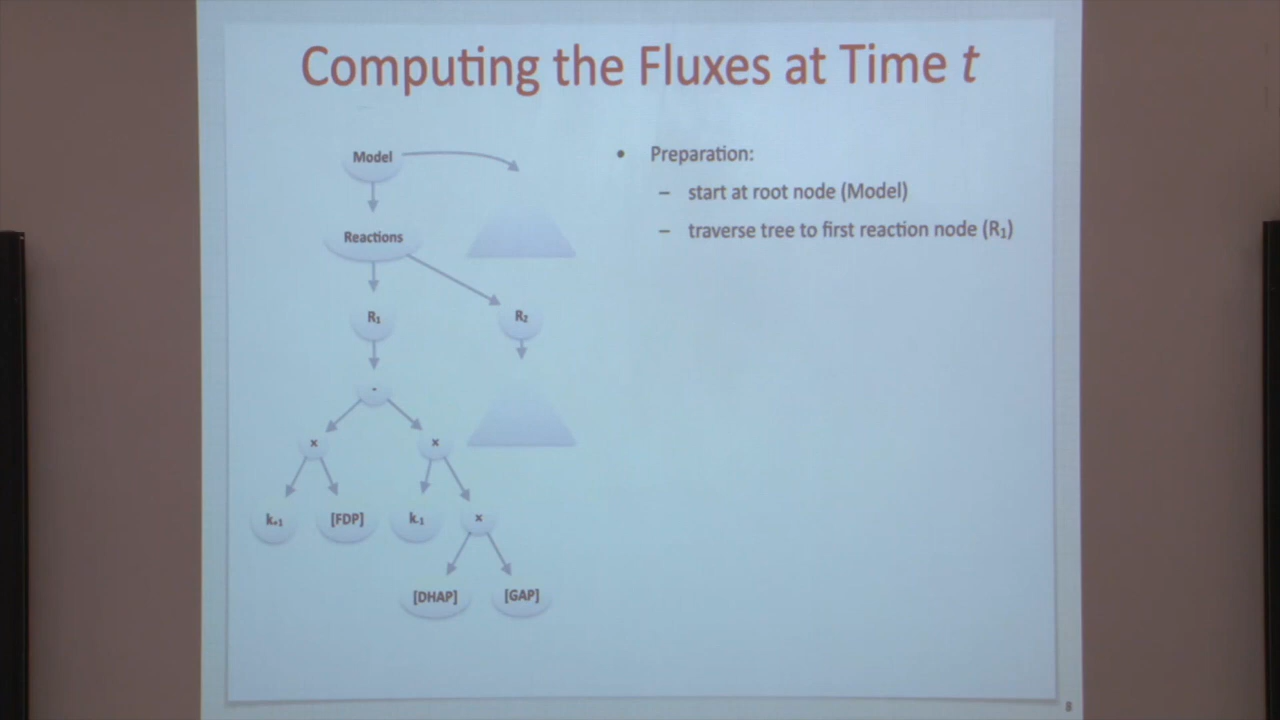 Computing the Fluxes at Time t
Model
Reactions
R₁
R₂
-
x
x
k₊₁
[FDP]
k₋₁
x
[DHAP]
[GAP]
• Preparation:
– start at root node (Model)
– traverse tree to first reaction node (R₁)
8